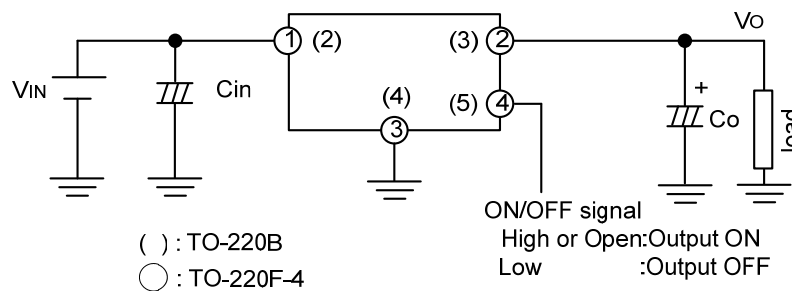 VIN
Cin
1 (2)
(3) 2
(4)
3
(5) 4
VO
+
Co
load
ON/OFF signal
High or Open:Output ON
Low :Output OFF
( ) : TO-220B
◯ : TO-220F-4